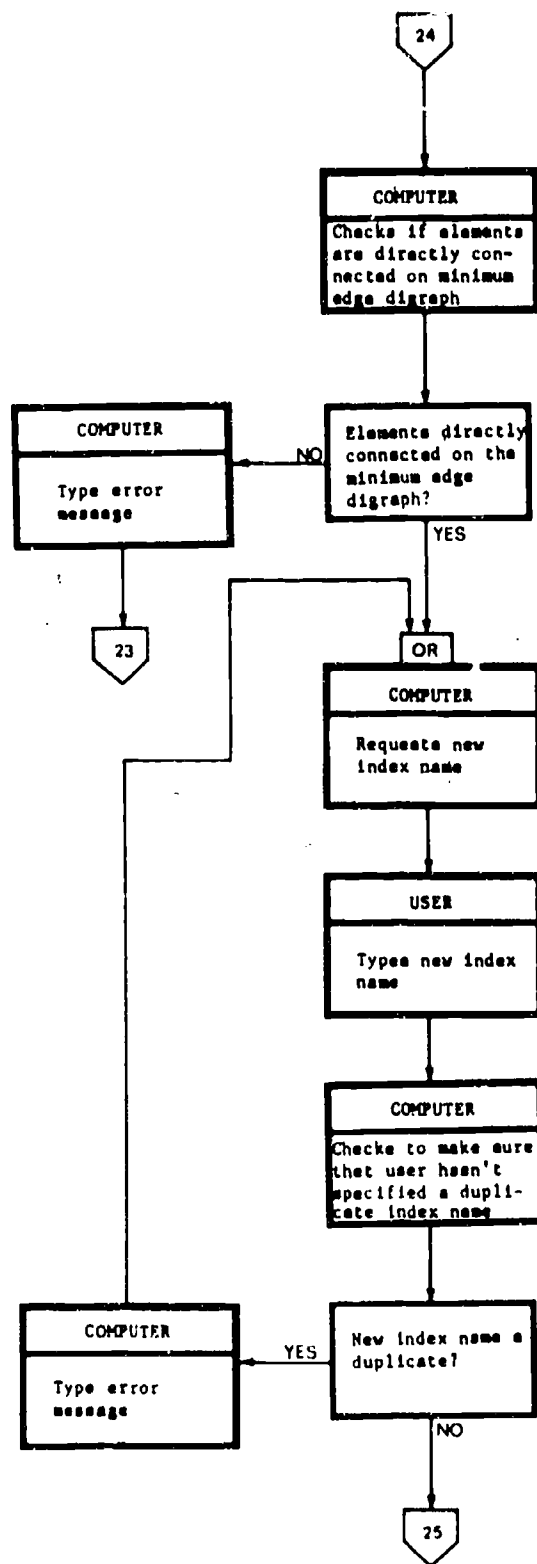 24
COMPUTER
Checks if elements
are directly con-
nected on minimum
edge digraph
Elements directly
connected on the
minimum edge
digraph?
NO
COMPUTER
Type error
message
23
YES
OR
COMPUTER
Requests new
index name
USER
Types new index
name
COMPUTER
Checks to make sure
that user hasn't
specified a dupli-
cate index name
New index name a
duplicate?
YES
COMPUTER
Type error
message
NO
25